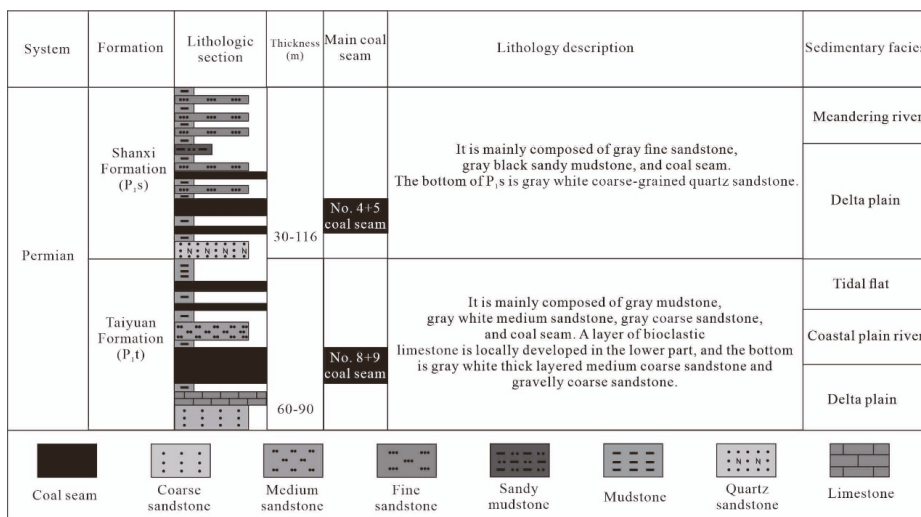 System
Formation
Lithologic
section
Thickness
(m)
Main coal
seam
Lithology description
Sedimentary facies
Permian
Shanxi
Formation
(P₁s)
30-116
No. 4+5
coal seam
It is mainly composed of gray fine sandstone,
gray black sandy mudstone, and coal seam.
The bottom of P₁s is gray white coarse-grained quartz sandstone.
Meandering river
Delta plain
N N N N
Taiyuan
Formation
(P₁t)
60-90
No. 8+9
coal seam
It is mainly composed of gray mudstone,
gray white medium sandstone, gray coarse sandstone,
and coal seam. A layer of bioclastic
limestone is locally developed in the lower part, and the bottom
is gray white thick layered medium coarse sandstone and
gravelly coarse sandstone.
Tidal flat
Coastal plain river
Delta plain
N N
Coal seam
Coarse
sandstone
Medium
sandstone
Fine
sandstone
Sandy
mudstone
Mudstone
Quartz
sandstone
Limestone